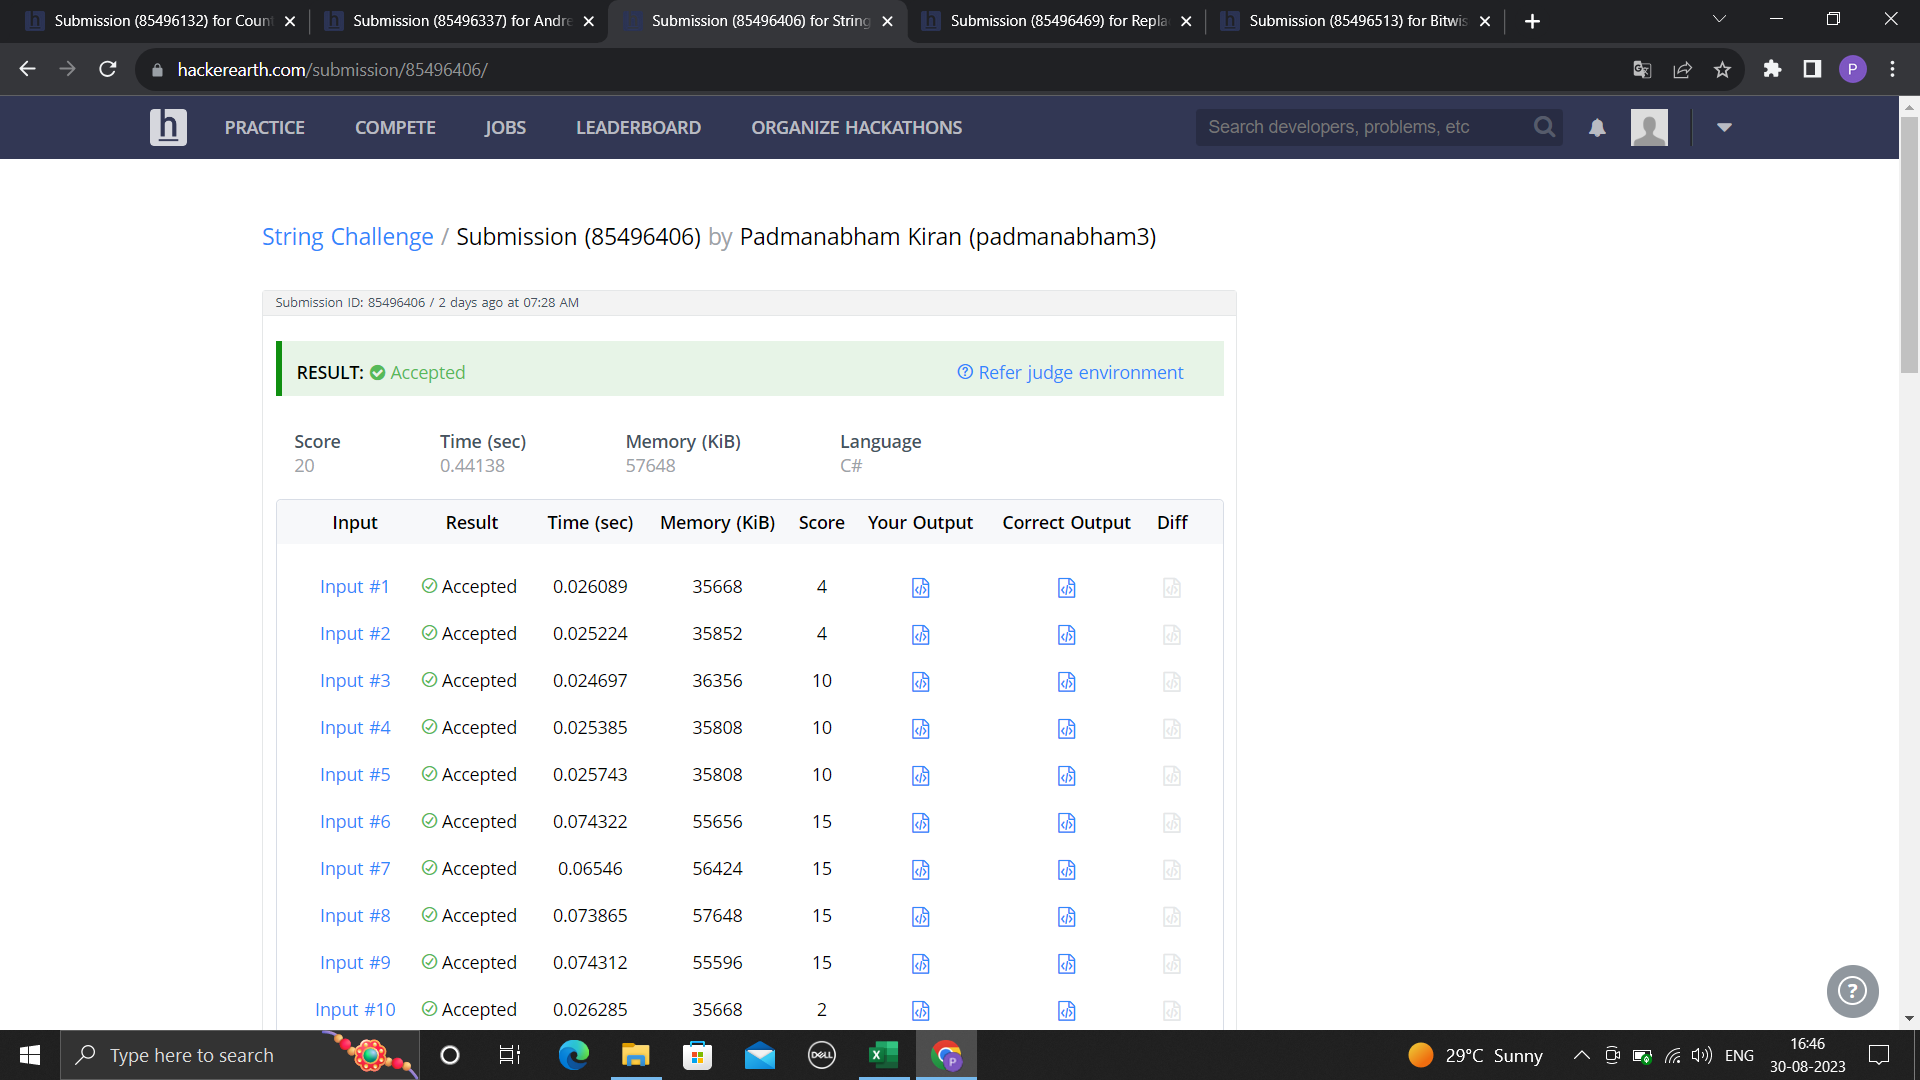 Submission (85496132) for Count
Submission (85496337) for Andre
Submission (85496406) for String
Submission (85496469) for Repla
Submission (85496513) for Bitwis
hackerearth.com/submission/85496406/
P
h
PRACTICE
COMPETE
JOBS
LEADERBOARD
ORGANIZE HACKATHONS
Search developers, problems, etc
String Challenge / Submission (85496406) by Padmanabham Kiran (padmanabham3)
Submission ID: 85496406 / 2 days ago at 07:28 AM
RESULT: Accepted
Refer judge environment
Score Time (sec) Memory (KiB) Language
20 0.44138 57648 C#
Input Result Time (sec) Memory (KiB) Score Your Output Correct Output Diff
Input #1 Accepted 0.026089 35668 4
Input #2 Accepted 0.025224 35852 4
Input #3 Accepted 0.024697 36356 10
Input #4 Accepted 0.025385 35808 10
Input #5 Accepted 0.025743 35808 10
Input #6 Accepted 0.074322 55656 15
Input #7 Accepted 0.06546 56424 15
Input #8 Accepted 0.073865 57648 15
Input #9 Accepted 0.074312 55596 15
Input #10 Accepted 0.026285 35668 2
?
Type here to search
DELL
29°C Sunny
ENG
16:46
30-08-2023